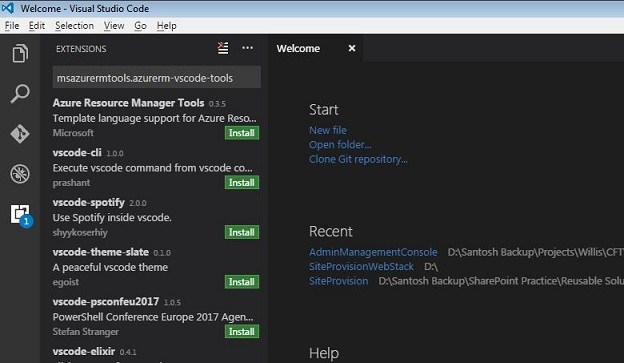 Welcome - Visual Studio Code
File Edit Selection View Go Help
EXTENSIONS
Welcome
msazurermtools.azurerm-vscode-tools
Azure Resource Manager Tools 0.3.5
Template language support for Azure Reso...
Microsoft Install
vscode-cli 1.0.0
Execute vscode command from vscode co...
prashant Install
vscode-spotify 2.0.0
Use Spotify inside vscode.
shyykoserhiy Install
vscode-theme-slate 0.1.0
A peaceful vscode theme
egoist Install
vscode-psconfeu2017 1.0.5
PowerShell Conference Europe 2017 Agen...
Stefan Stranger Install
vscode-elixir 0.4.1
1
Start
New file
Open folder...
Clone Git repository...
Recent
AdminManagementConsole D:\Santosh Backup\Projects\Willis\CFT
SiteProvisionWebStack D:\
SiteProvision D:\Santosh Backup\SharePoint Practice\Reusable Solu
Help